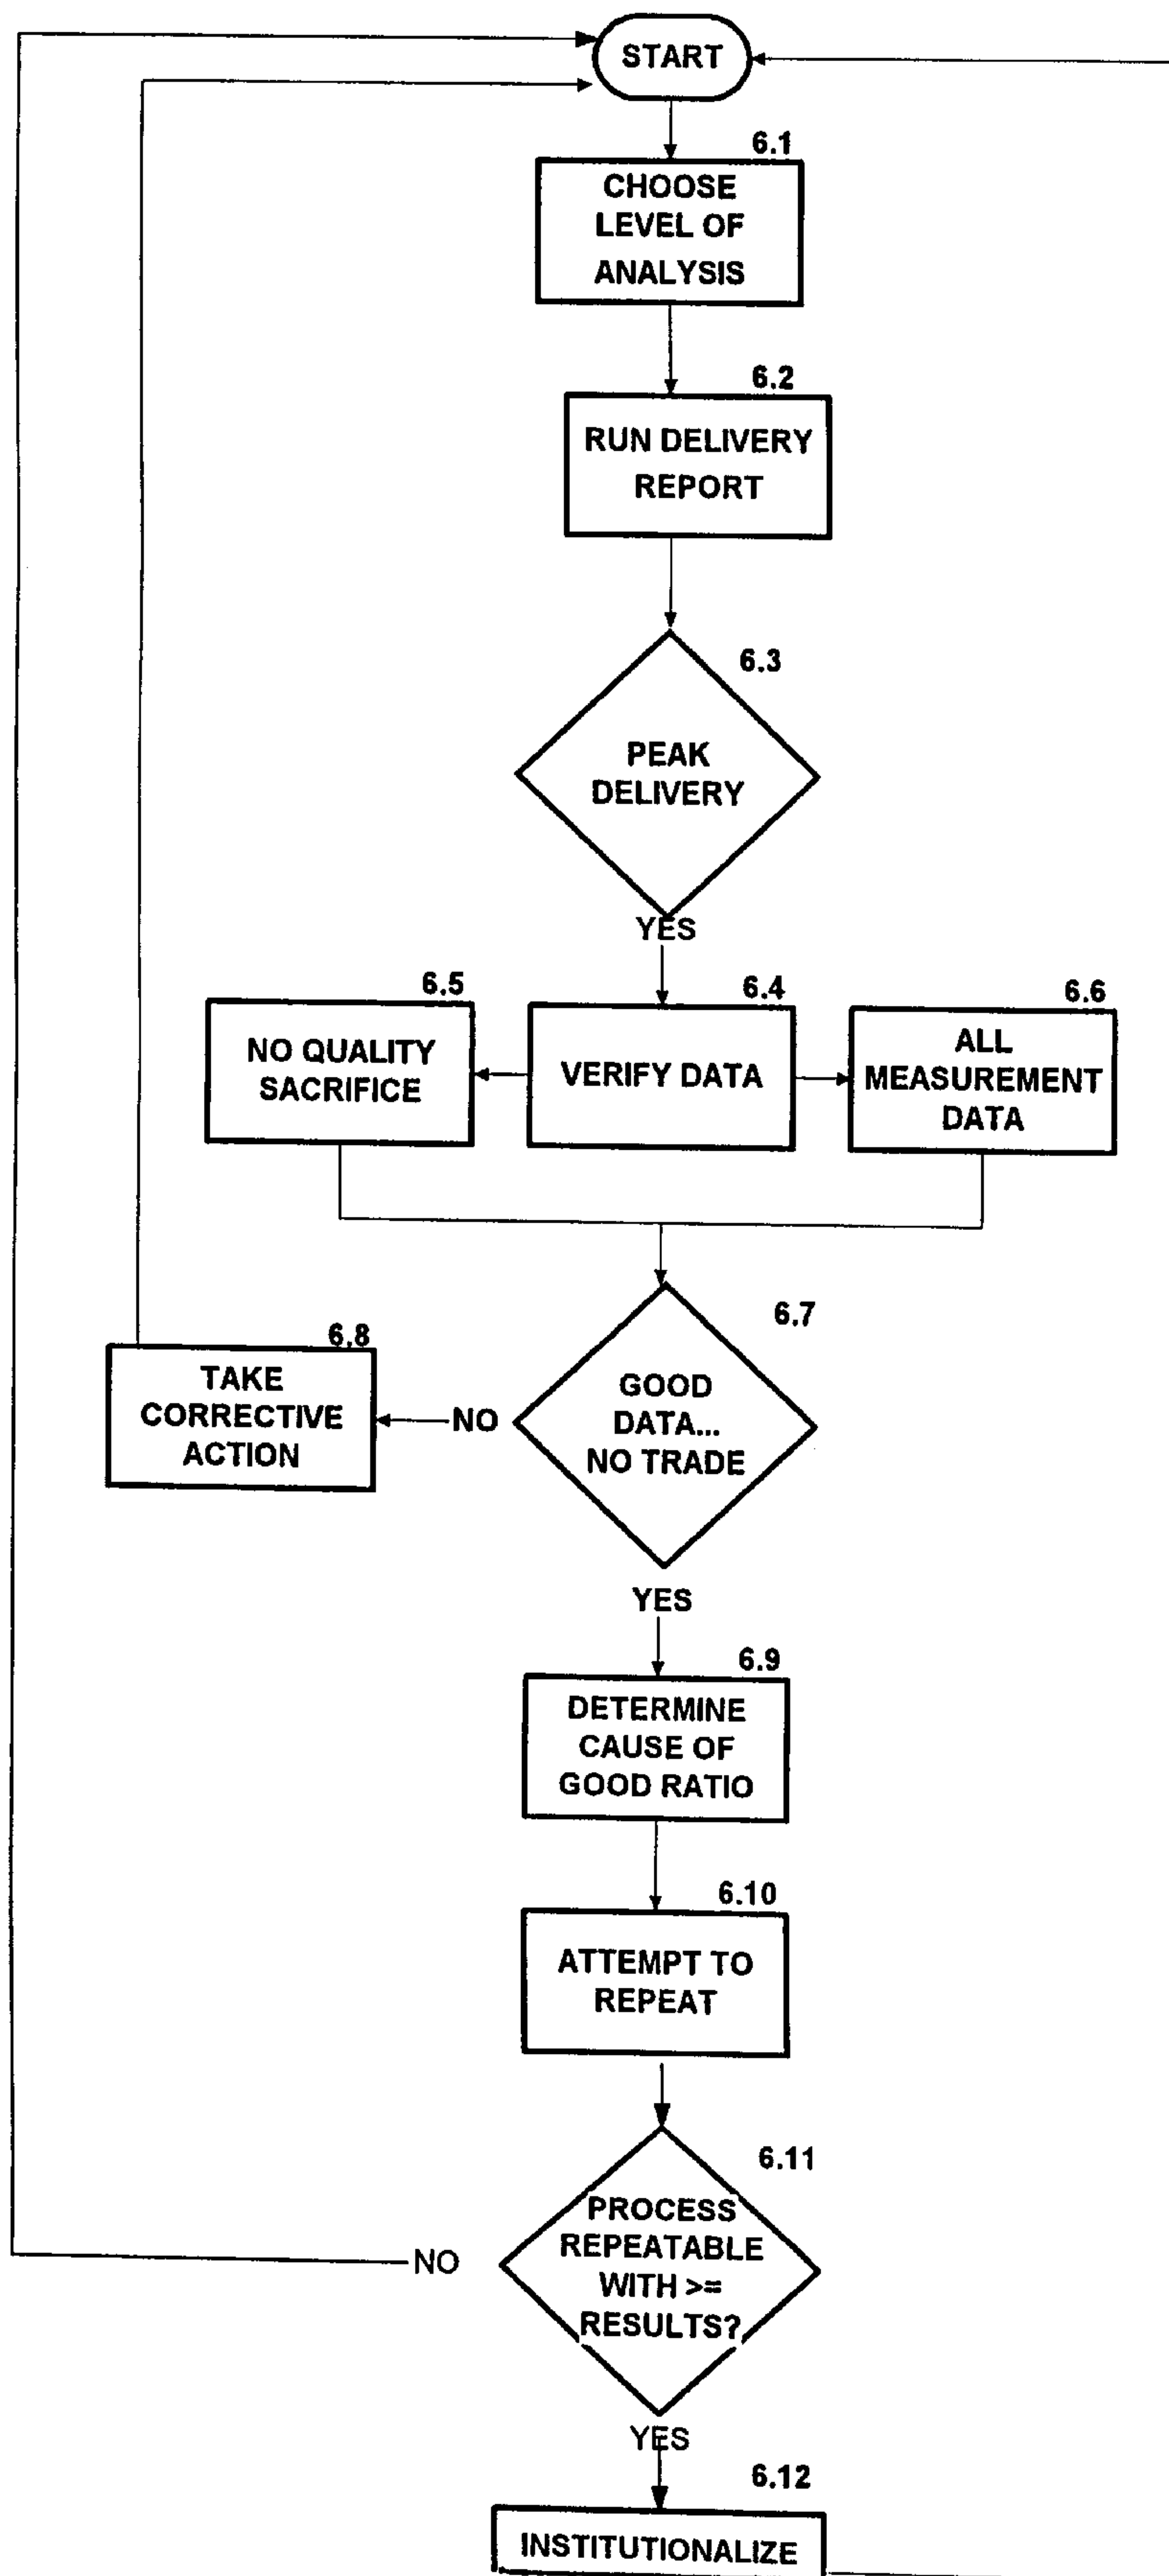 START
6.1
CHOOSE
LEVEL OF
ANALYSIS
6.2
RUN DELIVERY
REPORT
6.3
PEAK
DELIVERY
YES
6.5
NO QUALITY
SACRIFICE
6.4
VERIFY DATA
6.6
ALL
MEASUREMENT
DATA
6.7
GOOD
DATA...
NO TRADE
NO
6.8
TAKE
CORRECTIVE
ACTION
YES
6.9
DETERMINE
CAUSE OF
GOOD RATIO
6.10
ATTEMPT TO
REPEAT
6.11
PROCESS
REPEATABLE
WITH >=
RESULTS?
NO
YES
6.12
INSTITUTIONALIZE